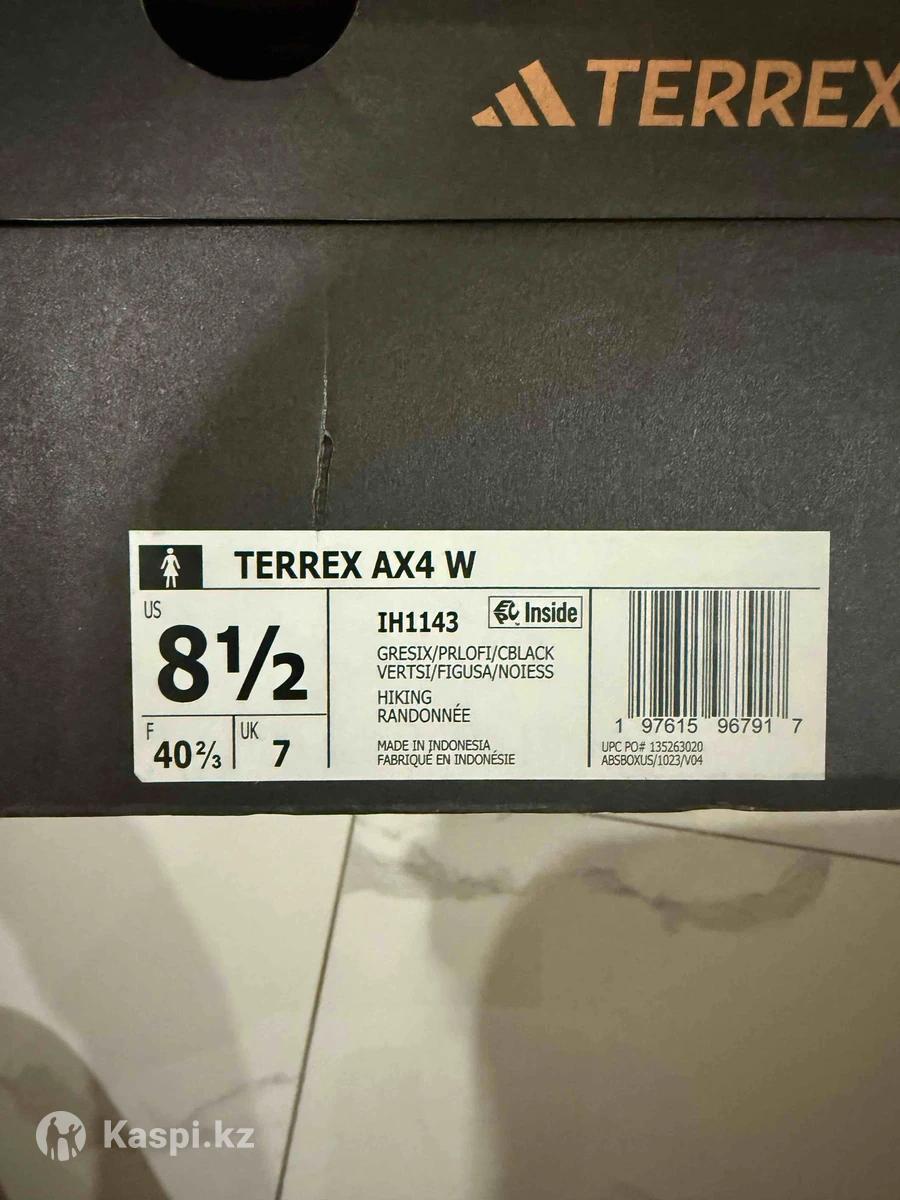 TERREX
TERREX AX4 W
US
8½
F
40⅔
UK
7
IH1143
Inside
GRESIX/PRLOFI/CBLACK
VERTSI/FIGUSA/NOIESS
HIKING
RANDONNÉE
MADE IN INDONESIA
FABRIQUÉ EN INDONÉSIE
1 97615 96791 7
UPC PO# 135263020
ABSBOXUS/1023/V04
Kaspi.kz